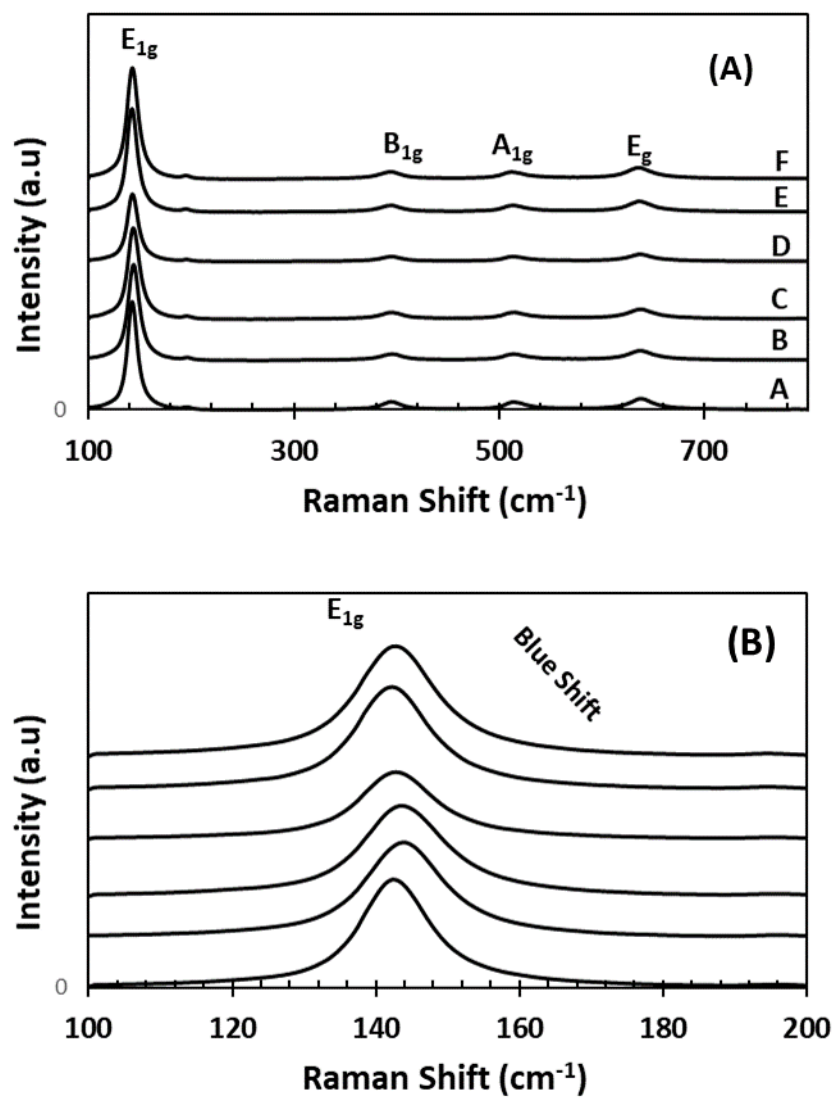 E1g
(A)
B1g
A1g
Eg
F
E
D
C
B
A
Intensity (a.u)
0
100 300 500 700
Raman Shift (cm-1)
E1g
Blue Shift
(B)
Intensity (a.u)
0
100 120 140 160 180 200
Raman Shift (cm-1)